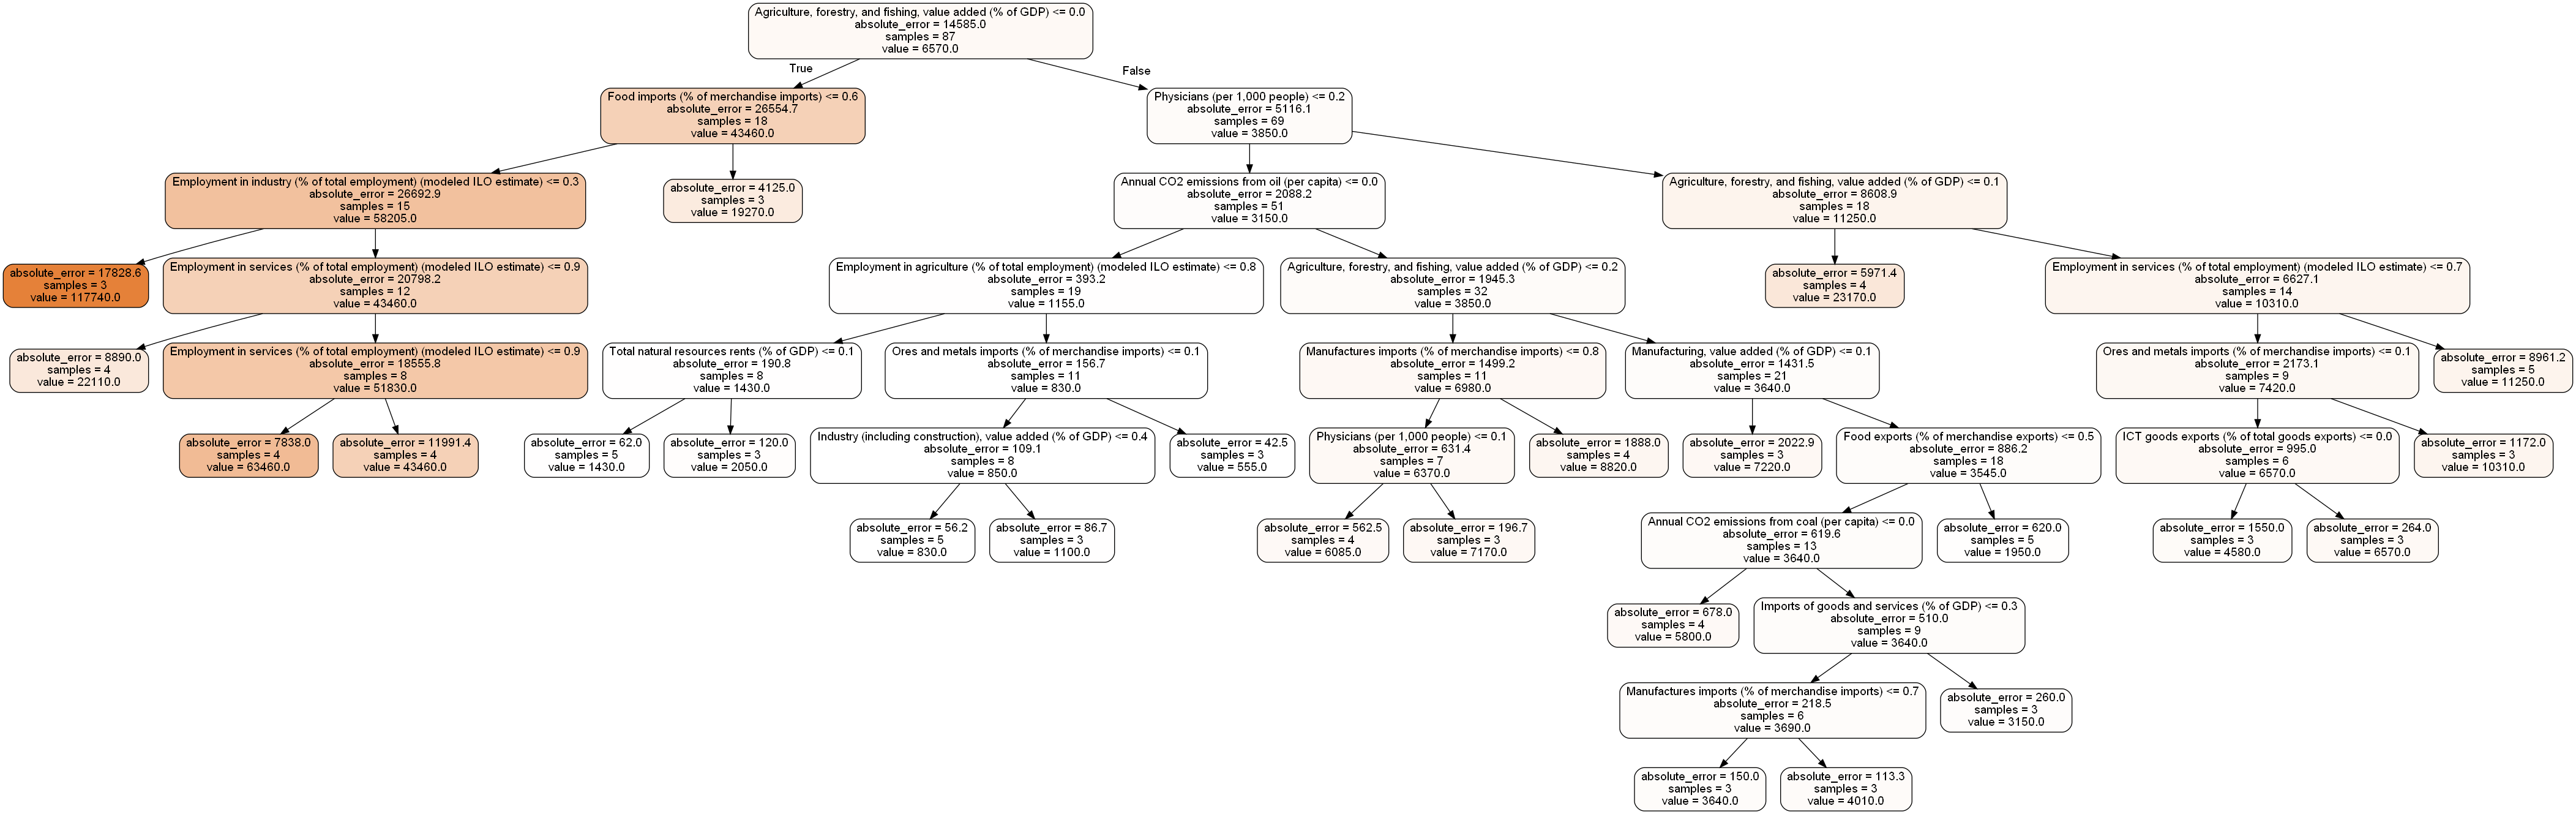 Agriculture, forestry, and fishing, value added (% of GDP) <= 0.0
absolute_error = 14585.0
samples = 87
value = 6570.0
True
False
Food imports (% of merchandise imports) <= 0.6
absolute_error = 26554.7
samples = 18
value = 43460.0
Physicians (per 1,000 people) <= 0.2
absolute_error = 5116.1
samples = 69
value = 3850.0
Employment in industry (% of total employment) (modeled ILO estimate) <= 0.3
absolute_error = 26692.9
samples = 15
value = 58205.0
absolute_error = 4125.0
samples = 3
value = 19270.0
Annual CO2 emissions from oil (per capita) <= 0.0
absolute_error = 2088.2
samples = 51
value = 3150.0
Agriculture, forestry, and fishing, value added (% of GDP) <= 0.1
absolute_error = 8608.9
samples = 18
value = 11250.0
absolute_error = 17828.6
samples = 3
value = 117740.0
Employment in services (% of total employment) (modeled ILO estimate) <= 0.9
absolute_error = 20798.2
samples = 12
value = 43460.0
Employment in agriculture (% of total employment) (modeled ILO estimate) <= 0.8
absolute_error = 393.2
samples = 19
value = 1155.0
Agriculture, forestry, and fishing, value added (% of GDP) <= 0.2
absolute_error = 1945.3
samples = 32
value = 3850.0
absolute_error = 5971.4
samples = 4
value = 23170.0
Employment in services (% of total employment) (modeled ILO estimate) <= 0.7
absolute_error = 6627.1
samples = 14
value = 10310.0
absolute_error = 8890.0
samples = 4
value = 22110.0
Employment in services (% of total employment) (modeled ILO estimate) <= 0.9
absolute_error = 18555.8
samples = 8
value = 51830.0
Total natural resources rents (% of GDP) <= 0.1
absolute_error = 190.8
samples = 8
value = 1430.0
Ores and metals imports (% of merchandise imports) <= 0.1
absolute_error = 156.7
samples = 11
value = 830.0
Manufactures imports (% of merchandise imports) <= 0.8
absolute_error = 1499.2
samples = 11
value = 6980.0
Manufacturing, value added (% of GDP) <= 0.1
absolute_error = 1431.5
samples = 21
value = 3640.0
Ores and metals imports (% of merchandise imports) <= 0.1
absolute_error = 2173.1
samples = 9
value = 7420.0
absolute_error = 8961.2
samples = 5
value = 11250.0
absolute_error = 7838.0
samples = 4
value = 63460.0
absolute_error = 11991.4
samples = 4
value = 43460.0
absolute_error = 62.0
samples = 5
value = 1430.0
absolute_error = 120.0
samples = 3
value = 2050.0
Industry (including construction), value added (% of GDP) <= 0.4
absolute_error = 109.1
samples = 8
value = 850.0
absolute_error = 42.5
samples = 3
value = 555.0
Physicians (per 1,000 people) <= 0.1
absolute_error = 631.4
samples = 7
value = 6370.0
absolute_error = 1888.0
samples = 4
value = 8820.0
absolute_error = 2022.9
samples = 3
value = 7220.0
Food exports (% of merchandise exports) <= 0.5
absolute_error = 886.2
samples = 18
value = 3545.0
ICT goods exports (% of total goods exports) <= 0.0
absolute_error = 995.0
samples = 6
value = 6570.0
absolute_error = 1172.0
samples = 3
value = 10310.0
absolute_error = 56.2
samples = 5
value = 830.0
absolute_error = 86.7
samples = 3
value = 1100.0
absolute_error = 562.5
samples = 4
value = 6085.0
absolute_error = 196.7
samples = 3
value = 7170.0
Annual CO2 emissions from coal (per capita) <= 0.0
absolute_error = 619.6
samples = 13
value = 3640.0
absolute_error = 620.0
samples = 5
value = 1950.0
absolute_error = 1550.0
samples = 3
value = 4580.0
absolute_error = 264.0
samples = 3
value = 6570.0
absolute_error = 678.0
samples = 4
value = 5800.0
Imports of goods and services (% of GDP) <= 0.3
absolute_error = 510.0
samples = 9
value = 3640.0
Manufactures imports (% of merchandise imports) <= 0.7
absolute_error = 218.5
samples = 6
value = 3690.0
absolute_error = 260.0
samples = 3
value = 3150.0
absolute_error = 150.0
samples = 3
value = 3640.0
absolute_error = 113.3
samples = 3
value = 4010.0